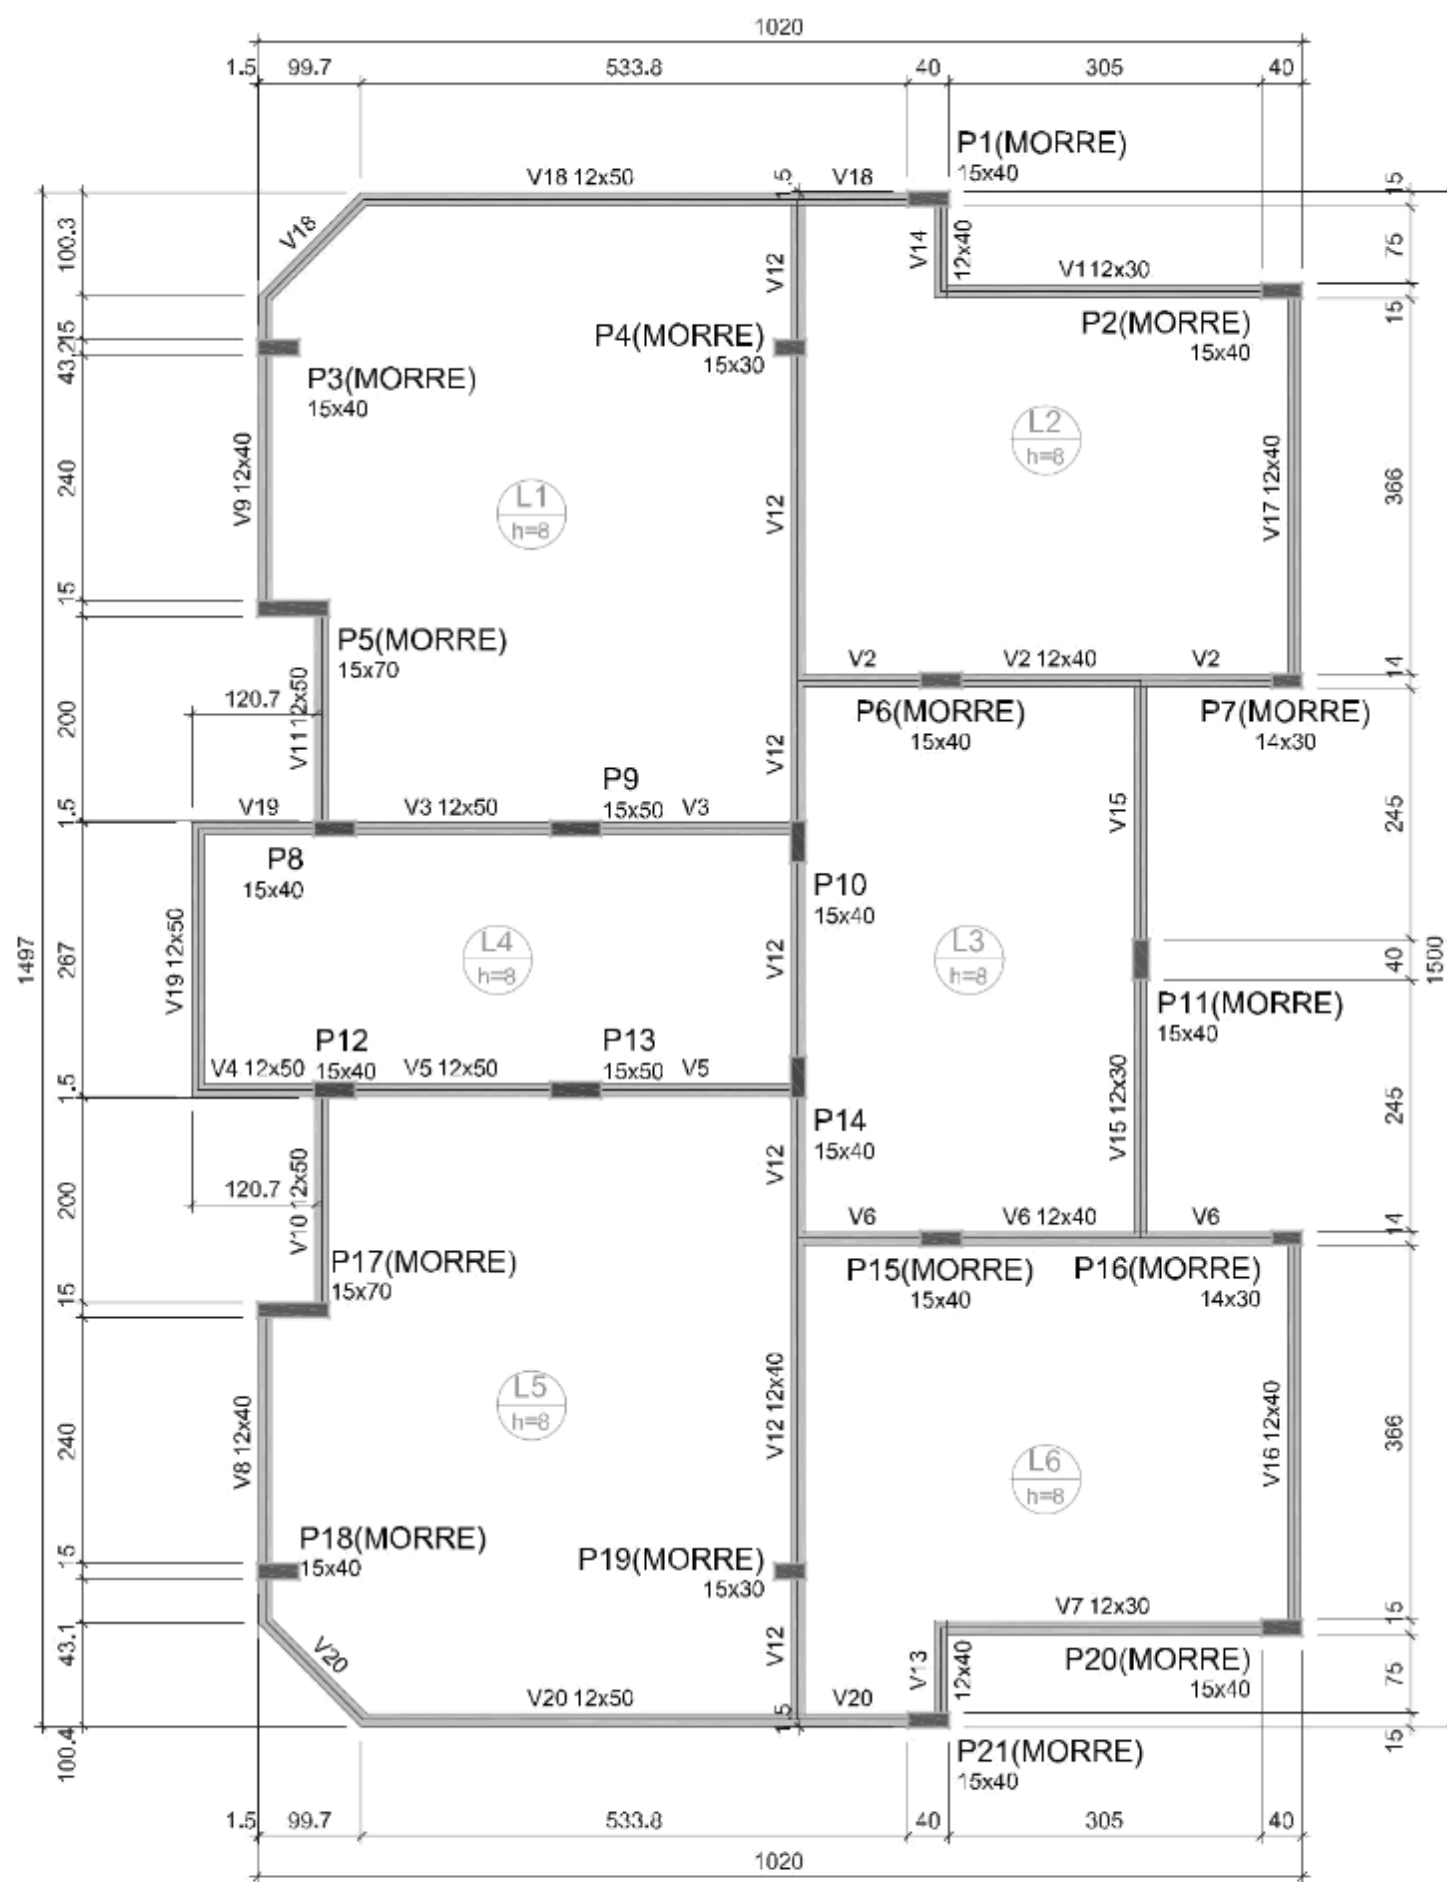 1020
1.5 99.7 533.8 40 305 40
P1(MORRE)
15x40
V18 12x50
1.5
V18
15
V18
100.3
V14
12x40
75
V12
V112x30
15
P4(MORRE)
15x30
P2(MORRE)
15x40
15
43.2
P3(MORRE)
15x40
L2
h=8
V9 12x40
240
L1
h=8
V12
V17 12x40
366
15
P5(MORRE)
15x70
V2
V2 12x40
V2
14
120.7
V11 12x50
200
P6(MORRE)
15x40
P7(MORRE)
14x30
V12
P9
15x50
V19
V3 12x50
V3
V15
245
1.5
P8
15x40
P10
15x40
1497
267
V19 12x50
L4
h=8
V12
L3
h=8
40
1500
P11(MORRE)
15x40
P12
15x40
P13
15x50
V4 12x50
V5 12x50
V5
1.5
P14
15x40
V15 12x30
245
V12
120.7
V10 12x50
200
V6
V6 12x40
V6
14
P17(MORRE)
15x70
P15(MORRE)
15x40
P16(MORRE)
14x30
15
V8 12x40
240
L5
h=8
V12 12x40
V16 12x40
366
L6
h=8
P18(MORRE)
15x40
P19(MORRE)
15x30
15
V7 12x30
15
43.1
V20
V12
V13
12x40
P20(MORRE)
15x40
75
V20 12x50
1.5
V20
15
100.4
P21(MORRE)
15x40
1.5 99.7 533.8 40 305 40
1020